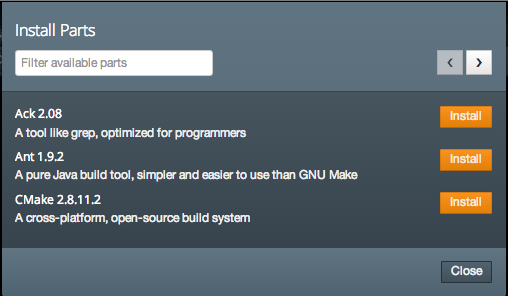 Install Parts
Filter available parts
‹ ›
Ack 2.08
Install
A tool like grep, optimized for programmers
Ant 1.9.2
Install
A pure Java build tool, simpler and easier to use than GNU Make
CMake 2.8.11.2
Install
A cross-platform, open-source build system
Close